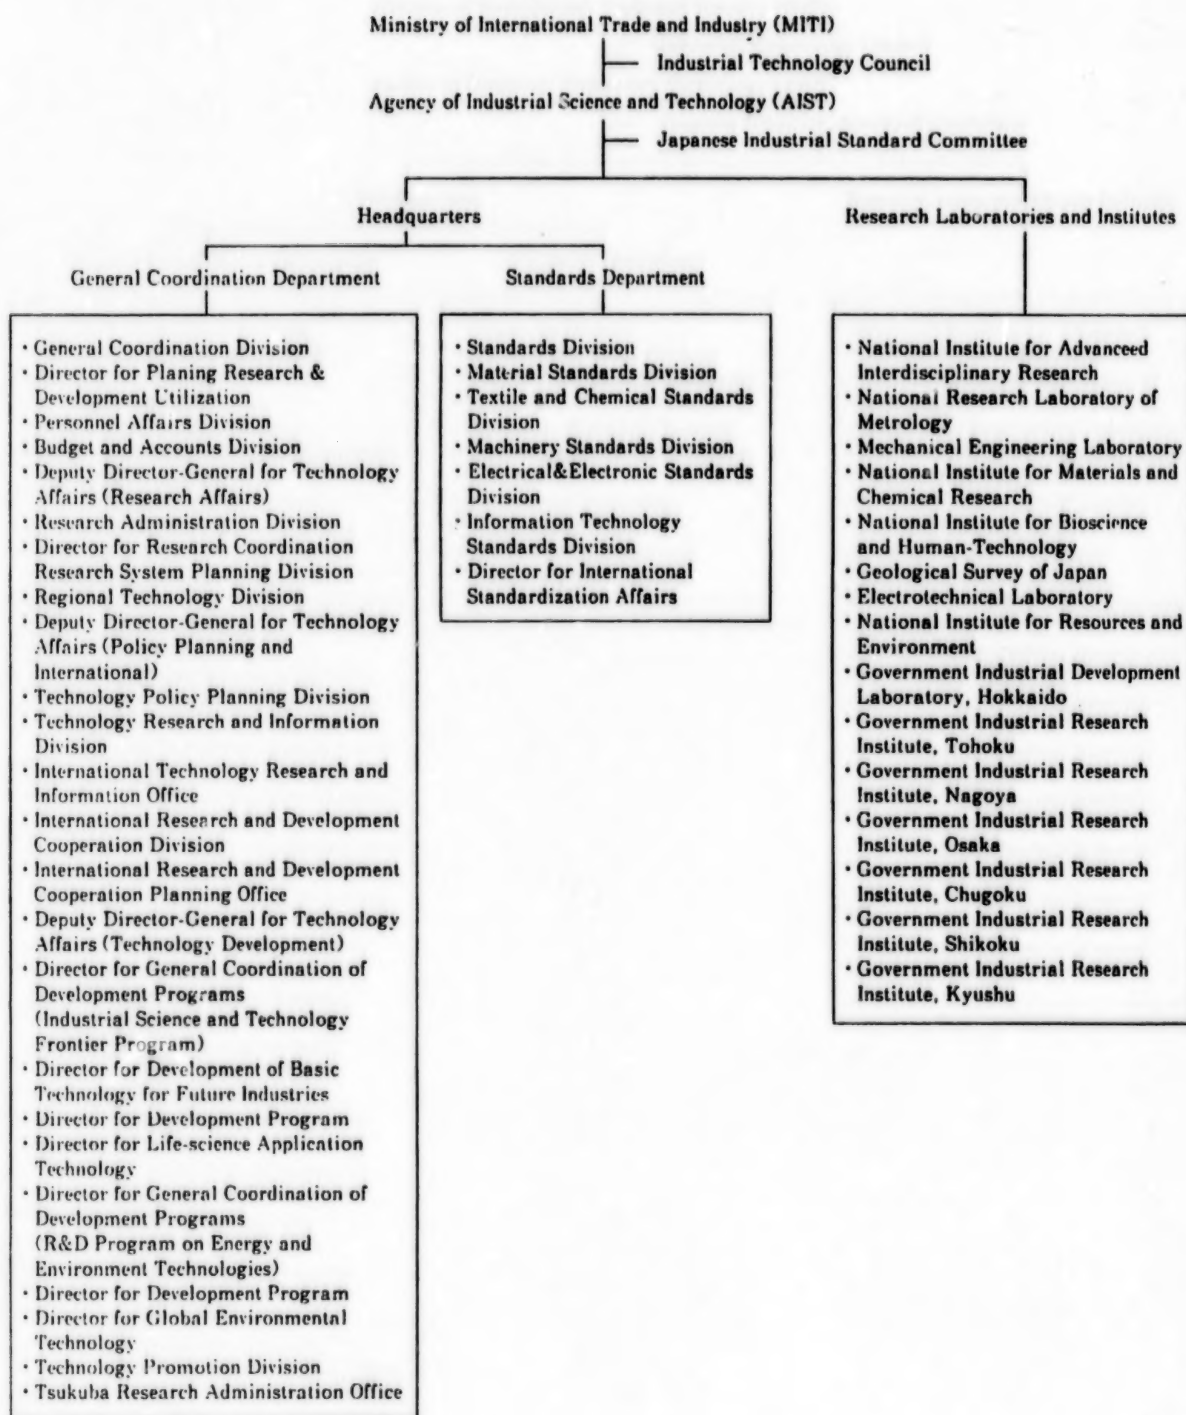 Ministry of International Trade and Industry (MITI)
Industrial Technology Council
Agency of Industrial Science and Technology (AIST)
Japanese Industrial Standard Committee
Headquarters
Research Laboratories and Institutes
General Coordination Department
Standards Department
· General Coordination Division
· Director for Planing Research &
Development Utilization
· Personnel Affairs Division
· Budget and Accounts Division
· Deputy Director-General for Technology
Affairs (Research Affairs)
· Research Administration Division
· Director for Research Coordination
Research System Planning Division
· Regional Technology Division
· Deputy Director-General for Technology
Affairs (Policy Planning and
International)
· Technology Policy Planning Division
· Technology Research and Information
Division
· International Technology Research and
Information Office
· International Research and Development
Cooperation Division
· International Research and Development
Cooperation Planning Office
· Deputy Director-General for Technology
Affairs (Technology Development)
· Director for General Coordination of
Development Programs
(Industrial Science and Technology
Frontier Program)
· Director for Development of Basic
Technology for Future Industries
· Director for Development Program
· Director for Life-science Application
Technology
· Director for General Coordination of
Development Programs
(R&D Program on Energy and
Environment Technologies)
· Director for Development Program
· Director for Global Environmental
Technology
· Technology Promotion Division
· Tsukuba Research Administration Office
· Standards Division
· Material Standards Division
· Textile and Chemical Standards
Division
· Machinery Standards Division
· Electrical&Electronic Standards
Division
· Information Technology
Standards Division
· Director for International
Standardization Affairs
· National Institute for Advanceed
Interdisciplinary Research
· National Research Laboratory of
Metrology
· Mechanical Engineering Laboratory
· National Institute for Materials and
Chemical Research
· National Institute for Bioscience
and Human-Technology
· Geological Survey of Japan
· Electrotechnical Laboratory
· National Institute for Resources and
Environment
· Government Industrial Development
Laboratory, Hokkaido
· Government Industrial Research
Institute, Tohoku
· Government Industrial Research
Institute, Nagoya
· Government Industrial Research
Institute, Osaka
· Government Industrial Research
Institute, Chugoku
· Government Industrial Research
Institute, Shikoku
· Government Industrial Research
Institute, Kyushu